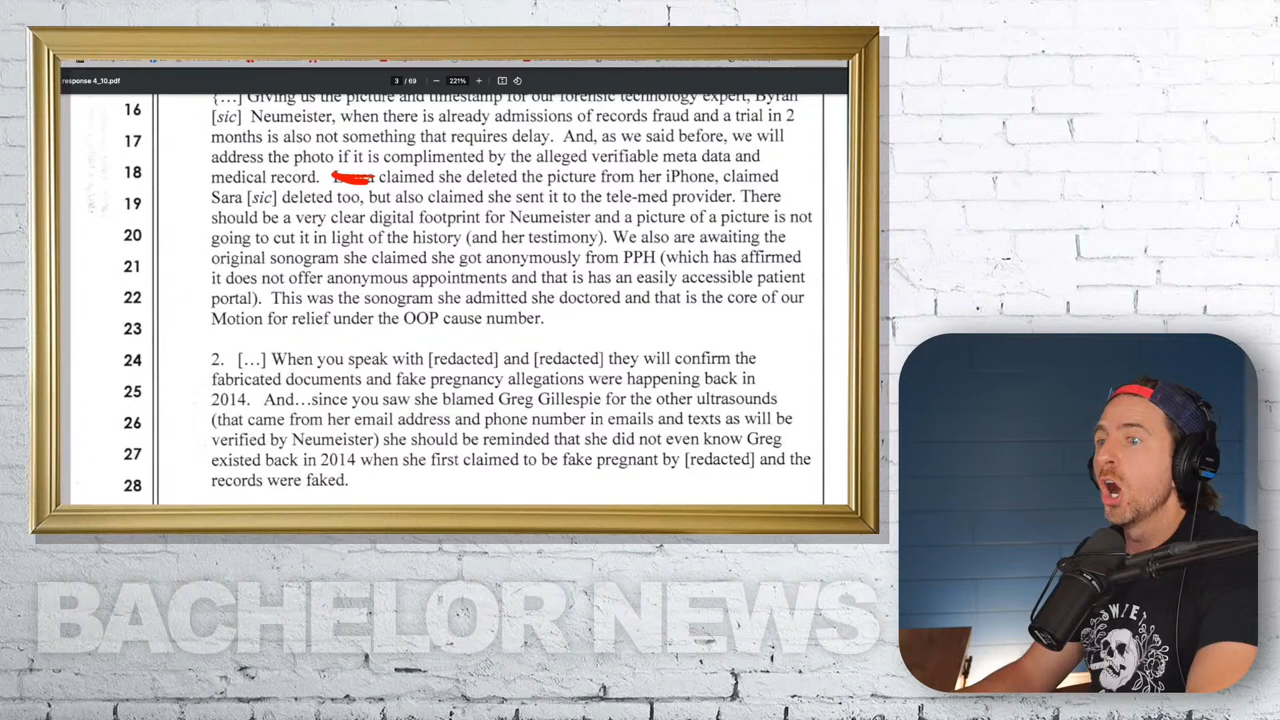 response 4_10.pdf
3 / 69
221%
{…] Giving us the picture and timestamp for our forensic technology expert, Byran
16 [sic] Neumeister, when there is already admissions of records fraud and a trial in 2
17 months is also not something that requires delay. And, as we said before, we will
address the photo if it is complimented by the alleged verifiable meta data and
18 medical record. claimed she deleted the picture from her iPhone, claimed
19 Sara [sic] deleted too, but also claimed she sent it to the tele-med provider. There
should be a very clear digital footprint for Neumeister and a picture of a picture is not
20 going to cut it in light of the history (and her testimony). We also are awaiting the
21 original sonogram she claimed she got anonymously from PPH (which has affirmed
it does not offer anonymous appointments and that is has an easily accessible patient
22 portal). This was the sonogram she admitted she doctored and that is the core of our
23 Motion for relief under the OOP cause number.
24 2. […] When you speak with [redacted] and [redacted] they will confirm the
25 fabricated documents and fake pregnancy allegations were happening back in
2014. And…since you saw she blamed Greg Gillespie for the other ultrasounds
26 (that came from her email address and phone number in emails and texts as will be
verified by Neumeister) she should be reminded that she did not even know Greg
27 existed back in 2014 when she first claimed to be fake pregnant by [redacted] and the
28 records were faked.
BACHELOR NEWS